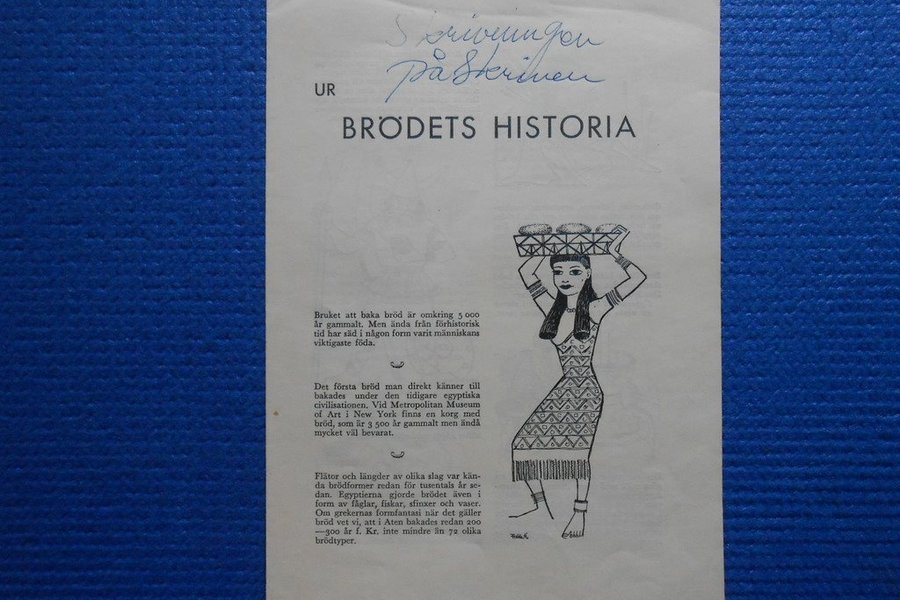 Skrivningen
på Skriven
UR
BRÖDETS HISTORIA
Bruket att baka bröd är omkring 5 000
år gammalt. Men ända från förhistorisk
tid har säd i någon form varit människans
viktigaste föda.
Det första bröd man direkt känner till
bakades under den tidigare egyptiska
civilisationen. Vid Metropolitan Museum
of Art i New York finns en korg med
bröd, som är 3 500 år gammalt men ändå
mycket väl bevarat.
Flätor och längder av olika slag var kän-
da brödformer redan för tusentals år se-
dan. Egyptierna gjorde brödet även i
form av fåglar, fiskar, sfinxer och vaser.
Om grekernas formfantasi när det gäller
bröd vet vi, att i Aten bakades redan 200
—300 år f. Kr. inte mindre än 72 olika
brödtyper.